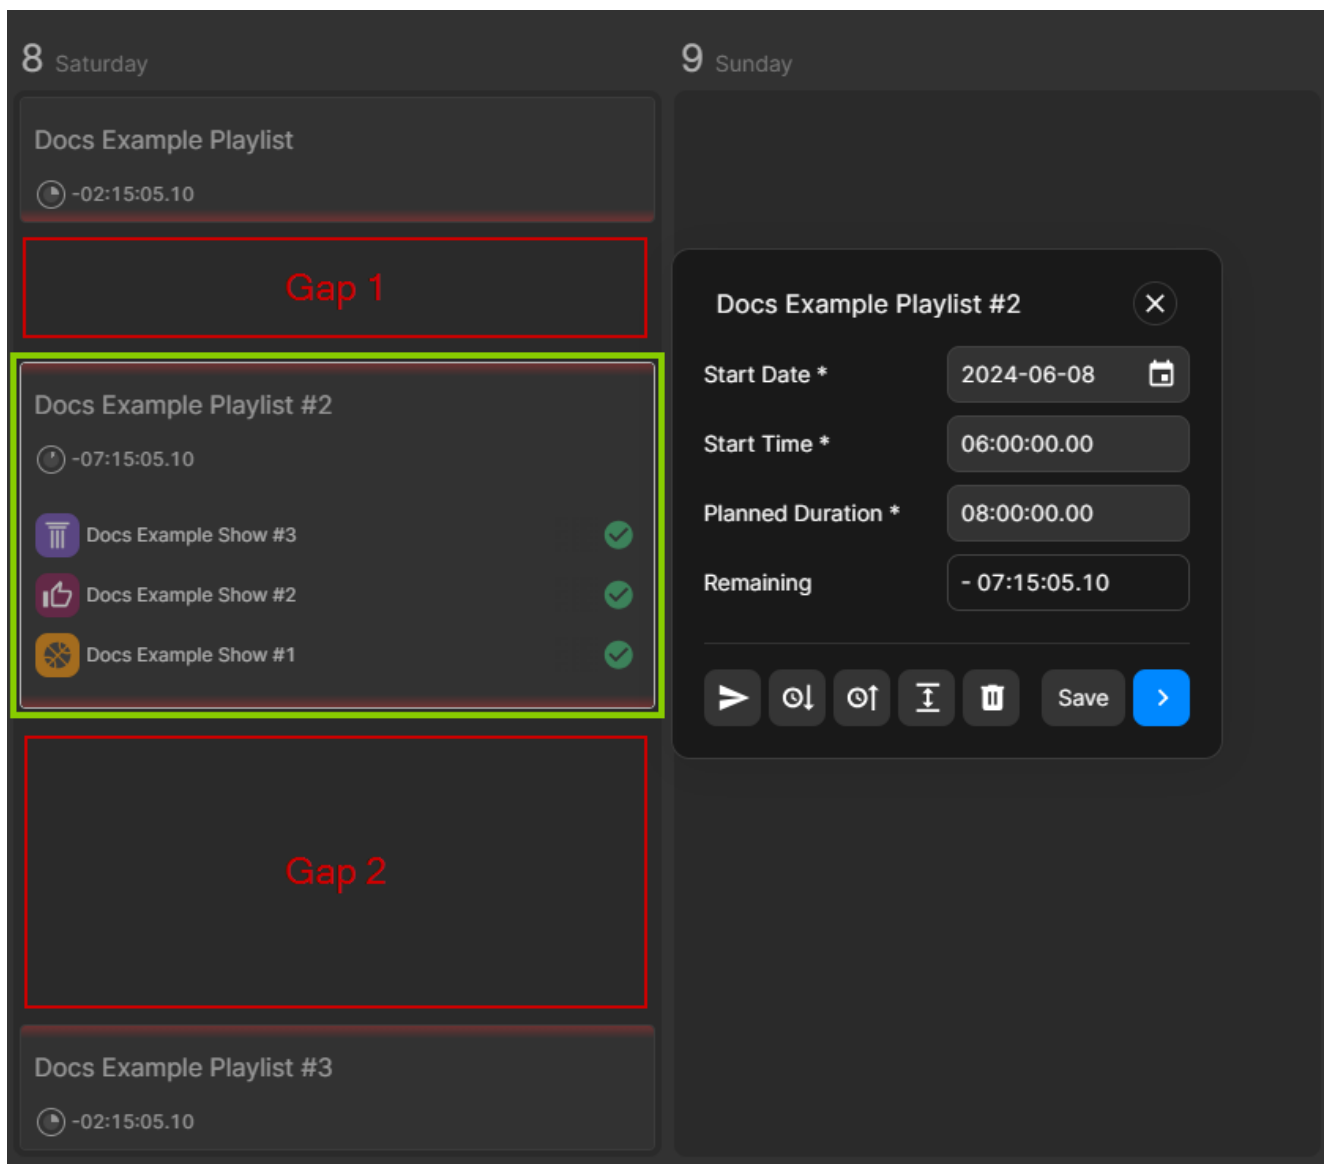 8 Saturday
9 Sunday
Docs Example Playlist
-02:15:05.10
Gap 1
Docs Example Playlist #2
-07:15:05.10
Docs Example Show #3
Docs Example Show #2
Docs Example Show #1
Docs Example Playlist #2
Start Date * 2024-06-08
Start Time * 06:00:00.00
Planned Duration * 08:00:00.00
Remaining - 07:15:05.10
Save
Gap 2
Docs Example Playlist #3
-02:15:05.10